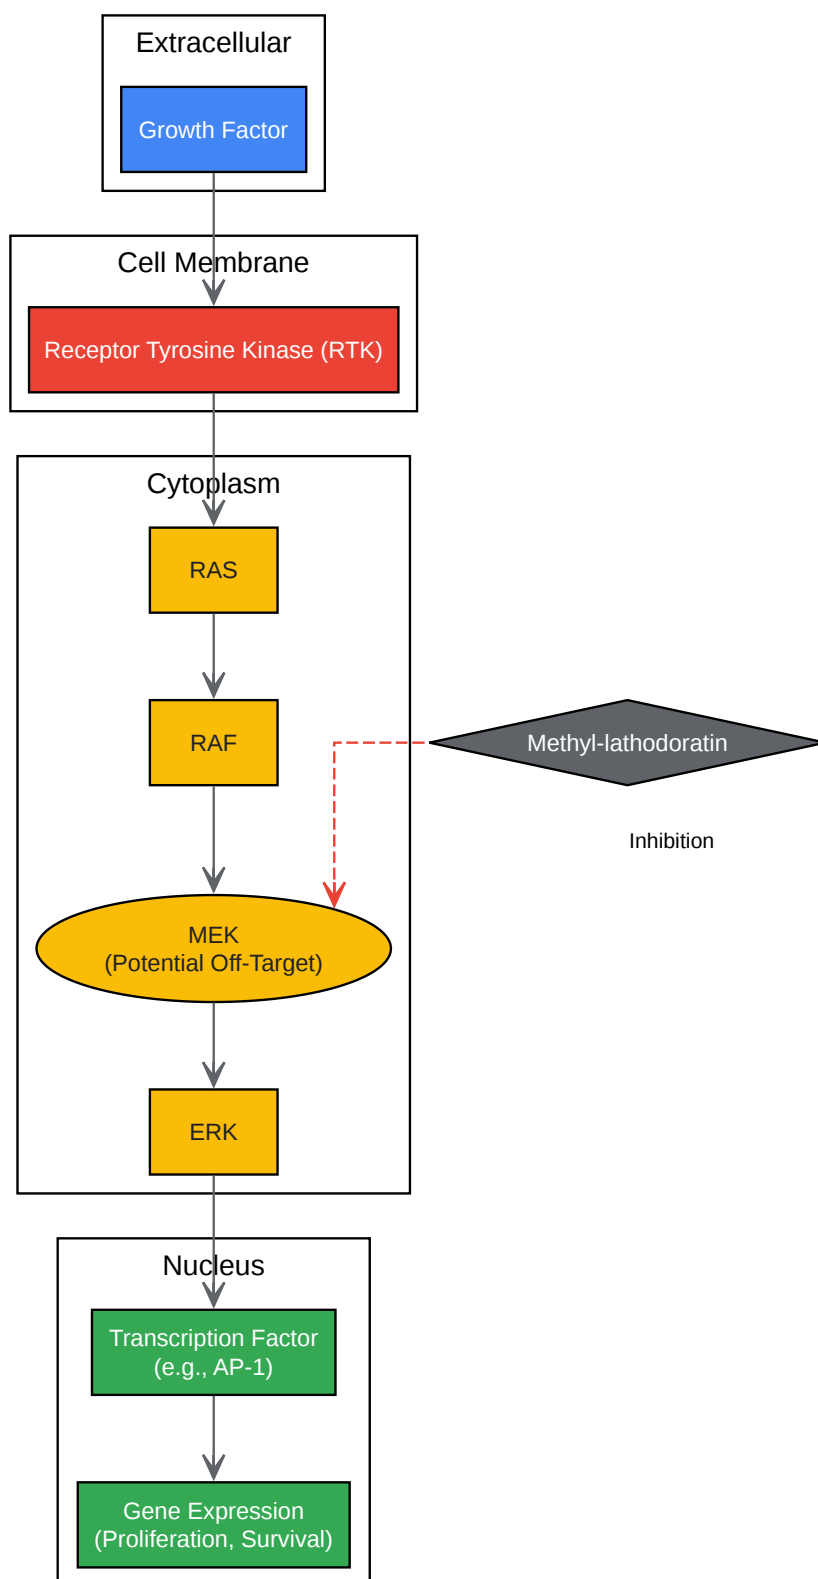 Extracellular
Growth Factor
Cell Membrane
Receptor Tyrosine Kinase (RTK)
Cytoplasm
RAS
RAF
Methyl-lathodoratin
Inhibition
MEK
(Potential Off-Target)
ERK
Nucleus
Transcription Factor
(e.g., AP-1)
Gene Expression
(Proliferation, Survival)